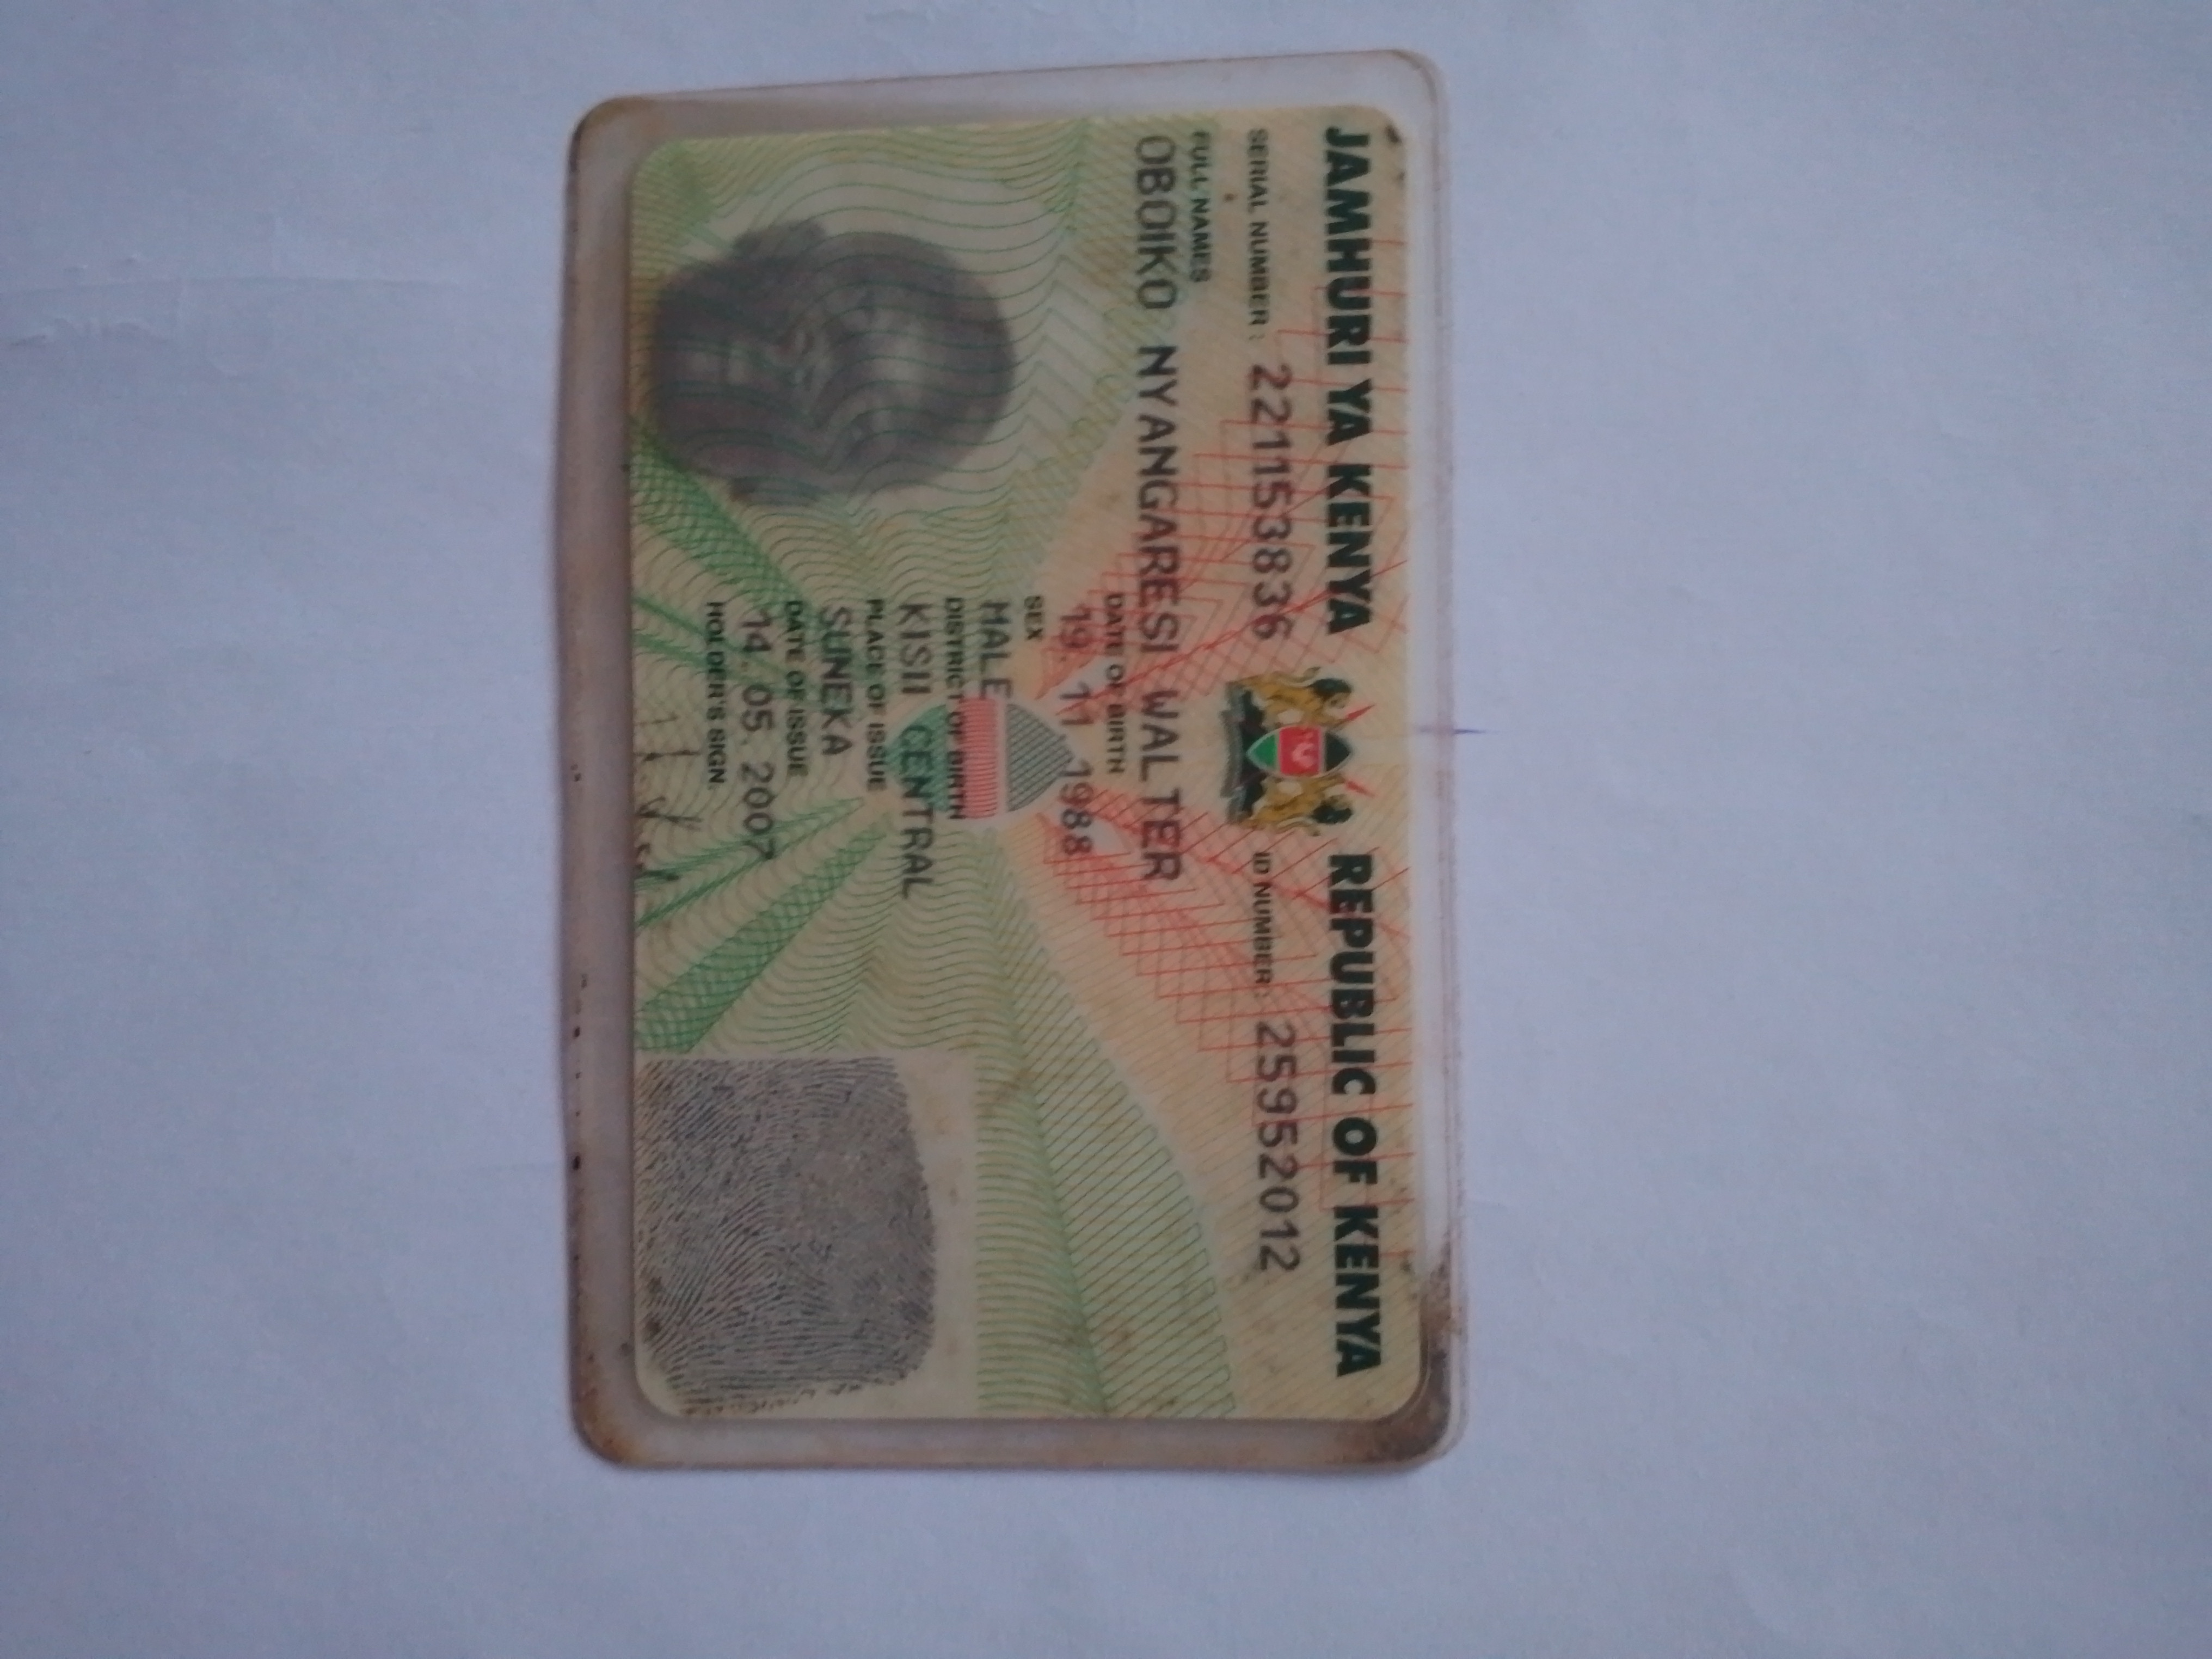 JAMHURI YA KENYA REPUBLIC OF KENYA
SERIAL NUMBER: 221153836 ID NUMBER: 25952012
FULL NAMES
OBOIKO NYANGARESI WALTER
DATE OF BIRTH
19. 11 1988
SEX
MALE
DISTRICT OF BIRTH
KISII CENTRAL
PLACE OF ISSUE
SUNEKA
DATE OF ISSUE
14. 05. 2007
HOLDER'S SIGN.